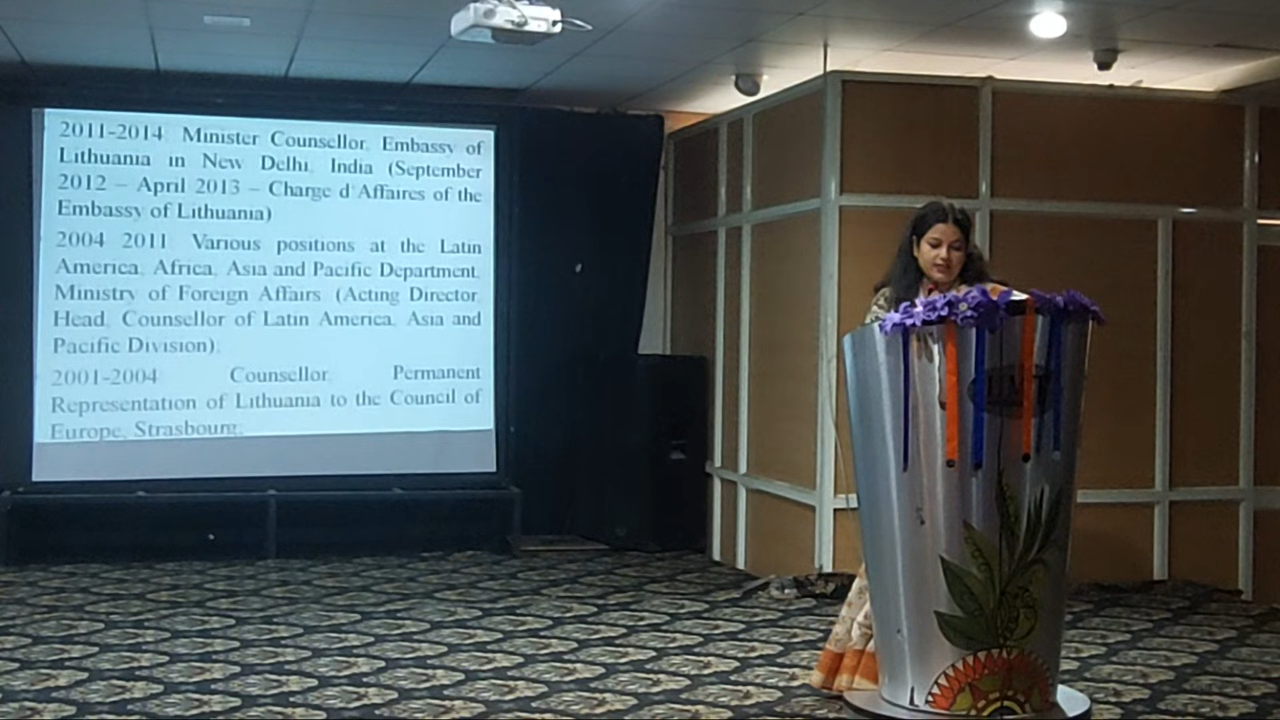 2011-2014 Minister Counsellor, Embassy of
Lithuania in New Delhi, India (September
2012 – April 2013 – Charge d'Affaires of the
Embassy of Lithuania)
2004 2011 Various positions at the Latin
America, Africa, Asia and Pacific Department,
Ministry of Foreign Affairs (Acting Director,
Head, Counsellor of Latin America, Asia and
Pacific Division);
2001-2004 Counsellor, Permanent
Representation of Lithuania to the Council of
Europe, Strasbourg;